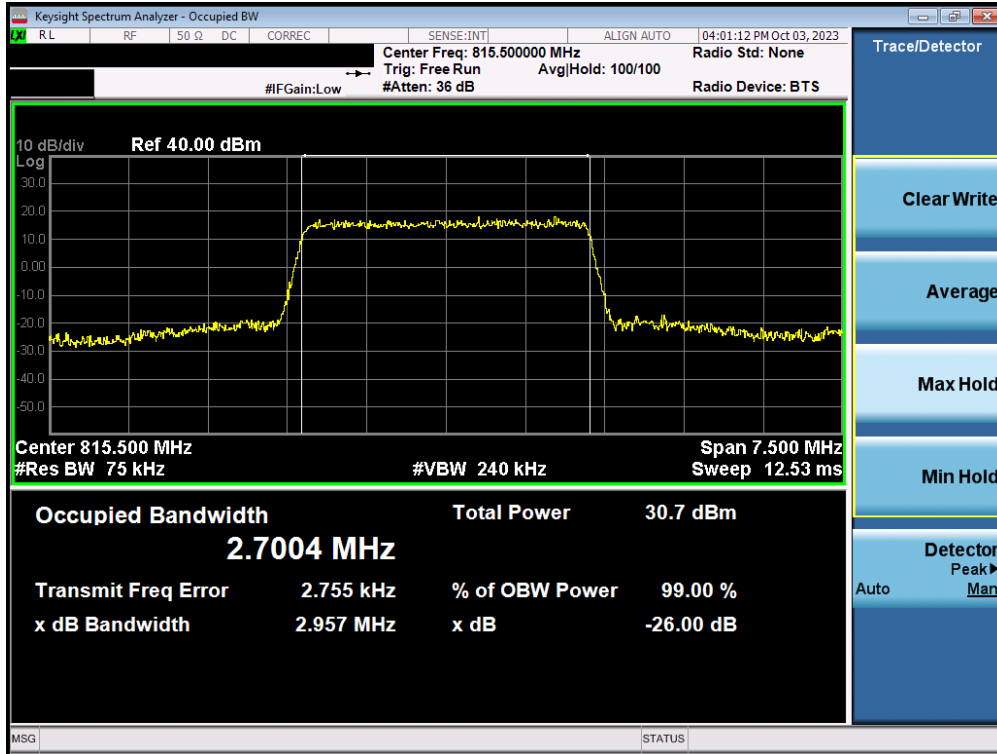 Keysight Spectrum Analyzer - Occupied BW
LXI RL RF 50 Ω DC CORREC SENSE:INT ALIGN AUTO 04:01:12 PM Oct 03, 2023
Center Freq: 815.500000 MHz Radio Std: None
Trig: Free Run Avg|Hold: 100/100
#IFGain:Low #Atten: 36 dB Radio Device: BTS
Trace/Detector
10 dB/div Ref 40.00 dBm
Log
30.0
20.0
10.0
0.00
-10.0
-20.0
-30.0
-40.0
-50.0
Center 815.500 MHz Span 7.500 MHz
#Res BW 75 kHz #VBW 240 kHz Sweep 12.53 ms
Occupied Bandwidth Total Power 30.7 dBm
2.7004 MHz
Transmit Freq Error 2.755 kHz % of OBW Power 99.00 %
x dB Bandwidth 2.957 MHz x dB -26.00 dB
Clear Write
Average
Max Hold
Min Hold
Detector
Peak▶
Auto Man
MSG STATUS